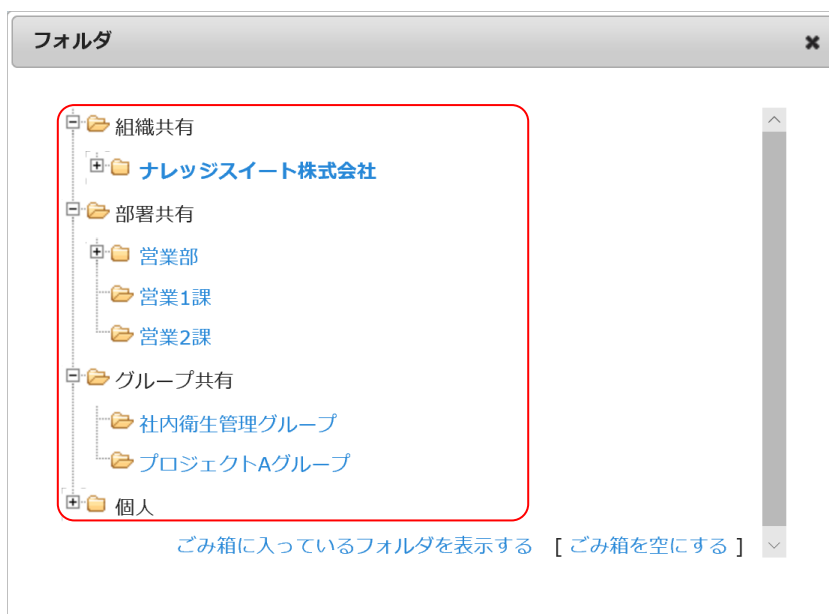 フォルダ
組織共有
ナレッジスイート株式会社
部署共有
営業部
営業1課
営業2課
グループ共有
社内衛生管理グループ
プロジェクトAグループ
個人
ごみ箱に入っているフォルダを表示する [ ごみ箱を空にする ]